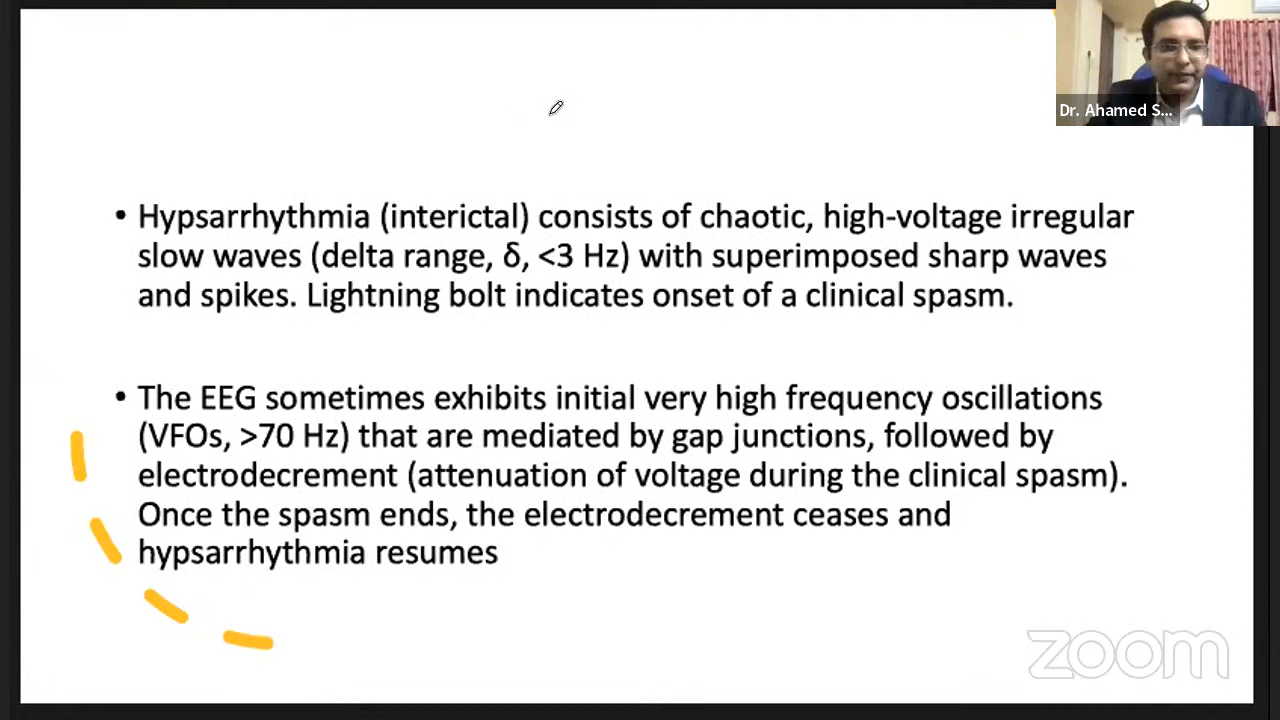 Dr. Ahamed S...
• Hypsarrhythmia (interictal) consists of chaotic, high-voltage irregular
slow waves (delta range, δ, <3 Hz) with superimposed sharp waves
and spikes. Lightning bolt indicates onset of a clinical spasm.
• The EEG sometimes exhibits initial very high frequency oscillations
(VFOs, >70 Hz) that are mediated by gap junctions, followed by
electrodecrement (attenuation of voltage during the clinical spasm).
Once the spasm ends, the electrodecrement ceases and
hypsarrhythmia resumes
zoom